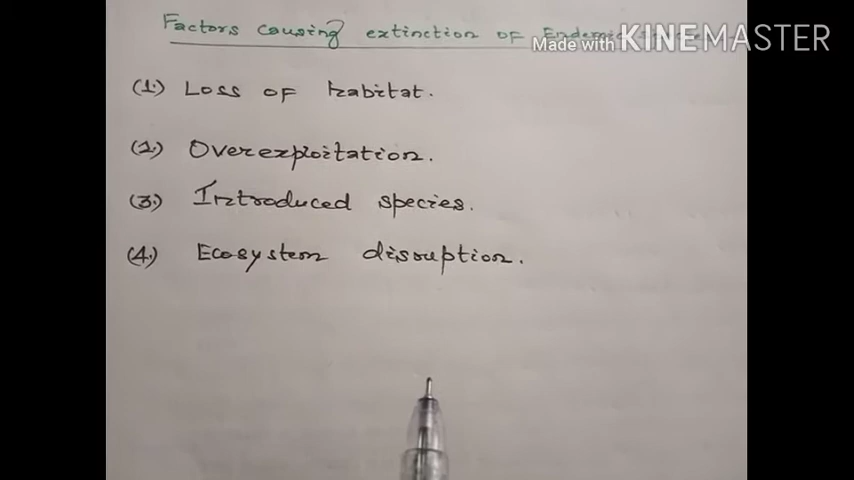 Factors causing extinction of Endemic
Made with KINEMASTER
(1.) Loss of habitat.
(2.) Overexploitation.
(3.) Introduced species.
(4.) Ecosystem disruption.